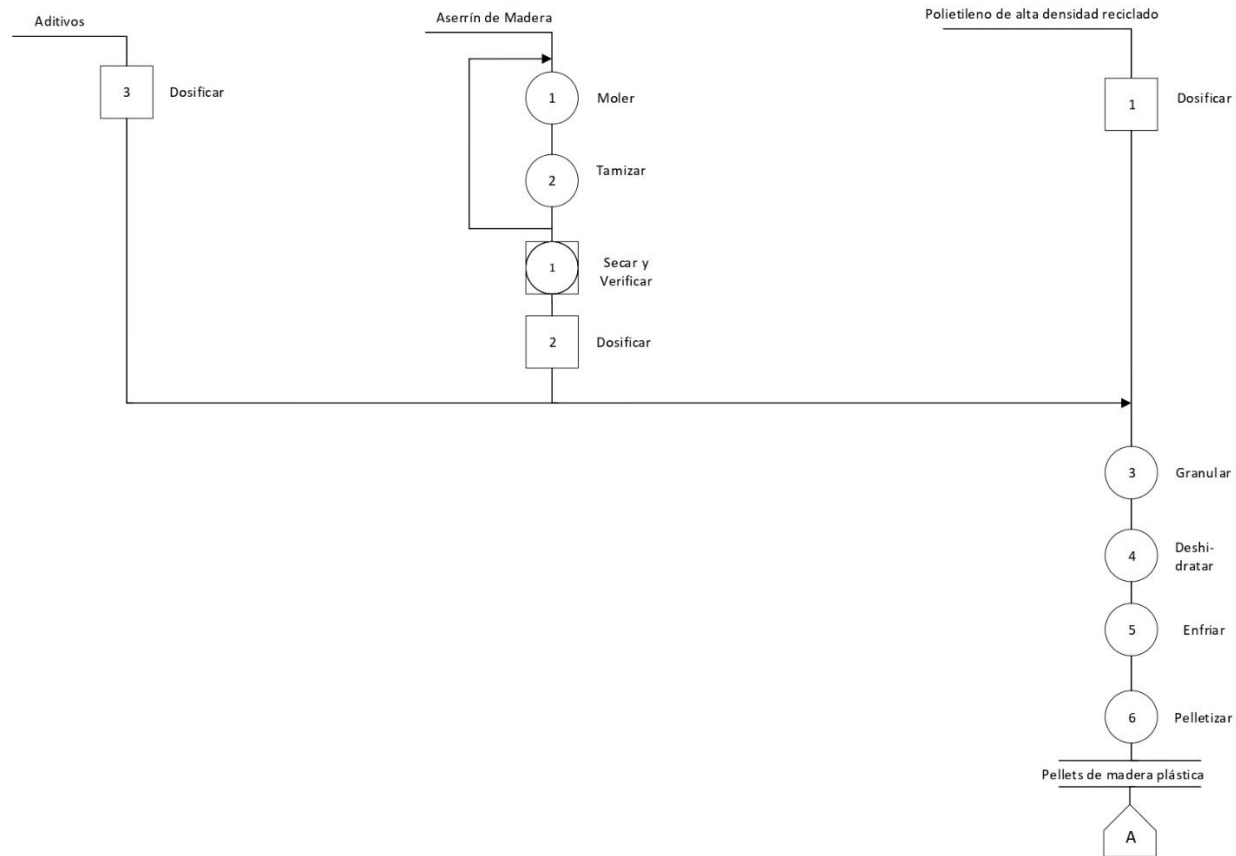 Aditivos
Aserrín de Madera
Polietileno de alta densidad reciclado
3
Dosificar
1
Moler
1
Dosificar
2
Tamizar
1
Secar y
Verificar
2
Dosificar
3
Granular
4
Deshi-
dratar
5
Enfriar
6
Pelletizar
Pellets de madera plástica
A